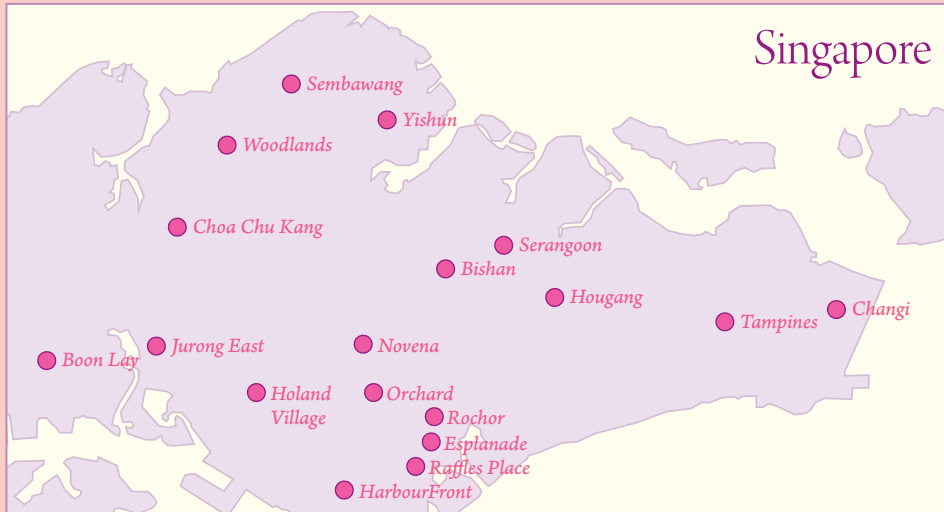 Singapore
Sembawang
Yishun
Woodlands
Choa Chu Kang
Serangoon
Bishan
Hougang
Changi
Tampines
Jurong East
Novena
Boon Lay
Holand
Village
Orchard
Rochor
Esplanade
Raffles Place
HarbourFront